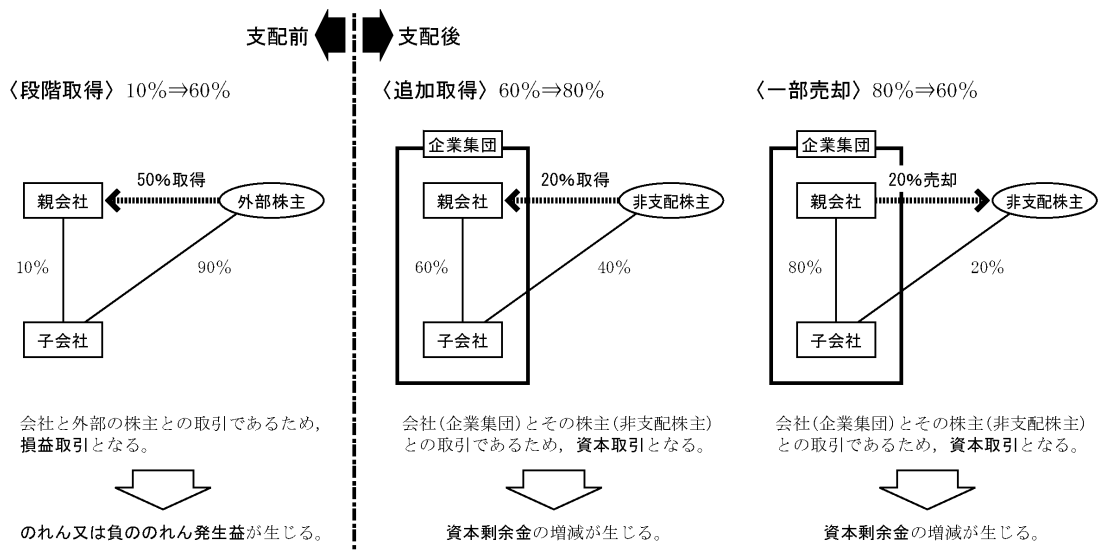 支配前
支配後
〈段階取得〉10%⇒60%
親会社
50%取得
外部株主
10%
90%
子会社
会社と外部の株主との取引であるため，
損益取引となる。
のれん又は負ののれん発生益が生じる。
〈追加取得〉60%⇒80%
企業集団
親会社
20%取得
非支配株主
60%
40%
子会社
会社(企業集団)とその株主(非支配株主)
との取引であるため，資本取引となる。
資本剰余金の増減が生じる。
〈一部売却〉80%⇒60%
企業集団
親会社
20%売却
非支配株主
80%
20%
子会社
会社(企業集団)とその株主(非支配株主)
との取引であるため，資本取引となる。
資本剰余金の増減が生じる。